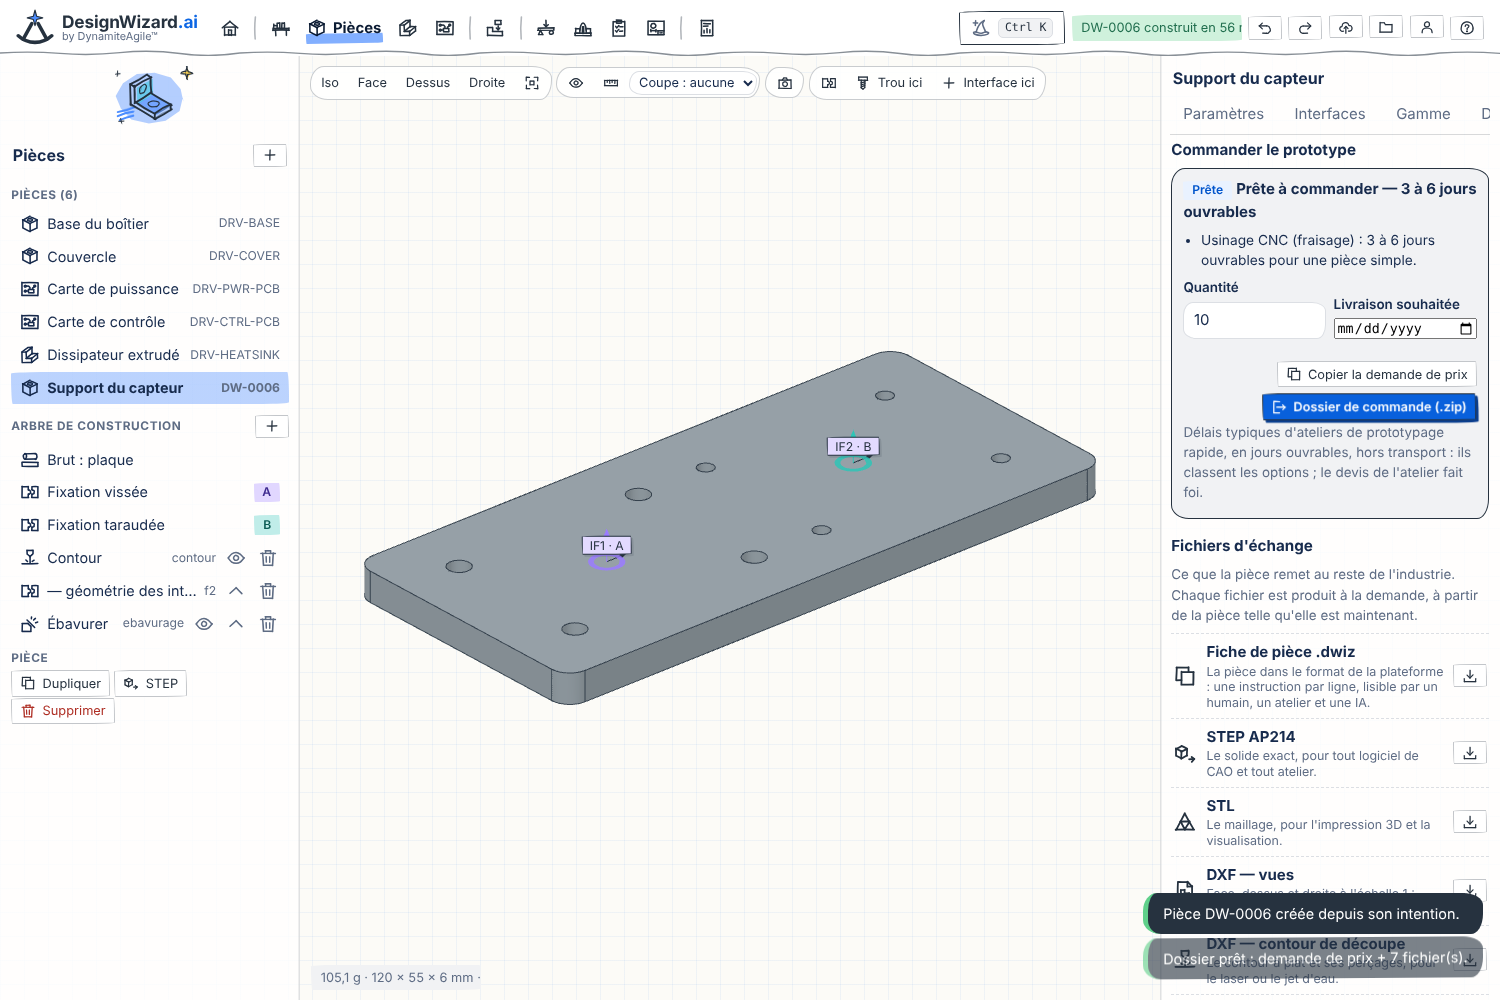 DesignWizard.ai
by DynamiteAgile™
Pièces
Ctrl K
DW-0006 construit en 56
Iso
Face
Dessus
Droite
Coupe : aucune
Trou ici
Interface ici
Pièces
PIÈCES (6)
Base du boîtier DRV-BASE
Couvercle DRV-COVER
Carte de puissance DRV-PWR-PCB
Carte de contrôle DRV-CTRL-PCB
Dissipateur extrudé DRV-HEATSINK
Support du capteur DW-0006
ARBRE DE CONSTRUCTION
Brut : plaque
Fixation vissée A
Fixation taraudée B
Contour contour
— géométrie des int... f2
Ébavurer ebavurage
PIÈCE
Dupliquer
STEP
Supprimer
IF2 · B
IF1 · A
105,1 g · 120 × 55 × 6 mm ·
Support du capteur
Paramètres Interfaces Gamme D
Commander le prototype
Prête Prête à commander — 3 à 6 jours
ouvrables
• Usinage CNC (fraisage) : 3 à 6 jours
ouvrables pour une pièce simple.
Quantité
Livraison souhaitée
10
mm/dd/yyyy
Copier la demande de prix
Dossier de commande (.zip)
Délais typiques d'ateliers de prototypage
rapide, en jours ouvrables, hors transport : ils
classent les options ; le devis de l'atelier fait
foi.
Fichiers d'échange
Ce que la pièce remet au reste de l'industrie.
Chaque fichier est produit à la demande, à partir
de la pièce telle qu'elle est maintenant.
Fiche de pièce .dwiz
La pièce dans le format de la plateforme
: une instruction par ligne, lisible par un
humain, un atelier et une IA.
STEP AP214
Le solide exact, pour tout logiciel de
CAO et tout atelier.
STL
Le maillage, pour l'impression 3D et la
visualisation.
DXF — vues
Face, dessus et droite à l'échelle 1 :
Pièce DW-0006 créée depuis son intention.
DXF — contour de découpe
Dossier prêt : demande de prix + 7 fichier(s).
le laser ou le jet d'eau.